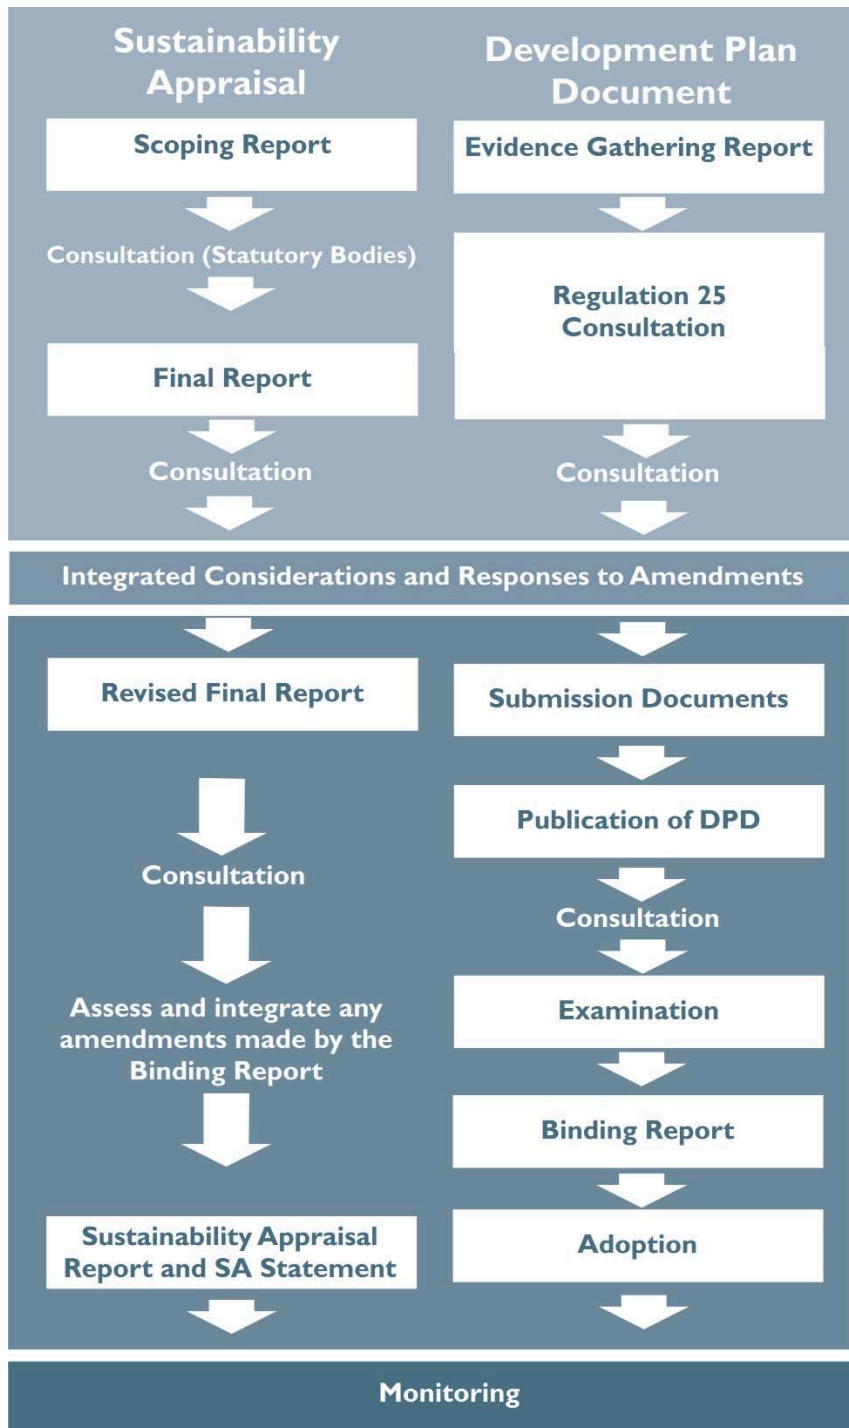 Sustainability
Appraisal
Scoping Report
Consultation (Statutory Bodies)
Final Report
Consultation
Development Plan
Document
Evidence Gathering Report
Regulation 25
Consultation
Consultation
Integrated Considerations and Responses to Amendments
Revised Final Report
Consultation
Assess and integrate any
amendments made by the
Binding Report
Sustainability Appraisal
Report and SA Statement
Submission Documents
Publication of DPD
Consultation
Examination
Binding Report
Adoption
Monitoring